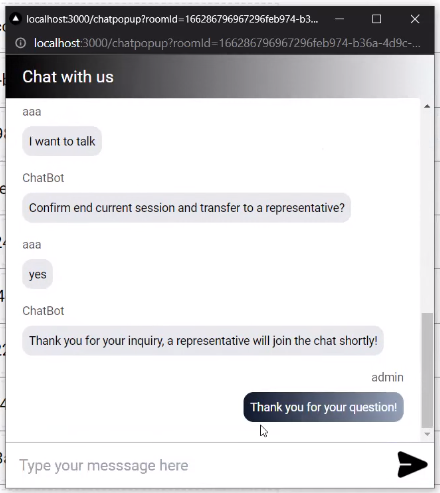 localhost:3000/chatpopup?roomId=166286796967296feb974-b3...
localhost:3000/chatpopup?roomId=166286796967296feb974-b36a-4d9c-...
Chat with us
aaa
I want to talk
ChatBot
Confirm end current session and transfer to a representative?
aaa
yes
ChatBot
Thank you for your inquiry, a representative will join the chat shortly!
admin
Thank you for your question!
Type your messsage here